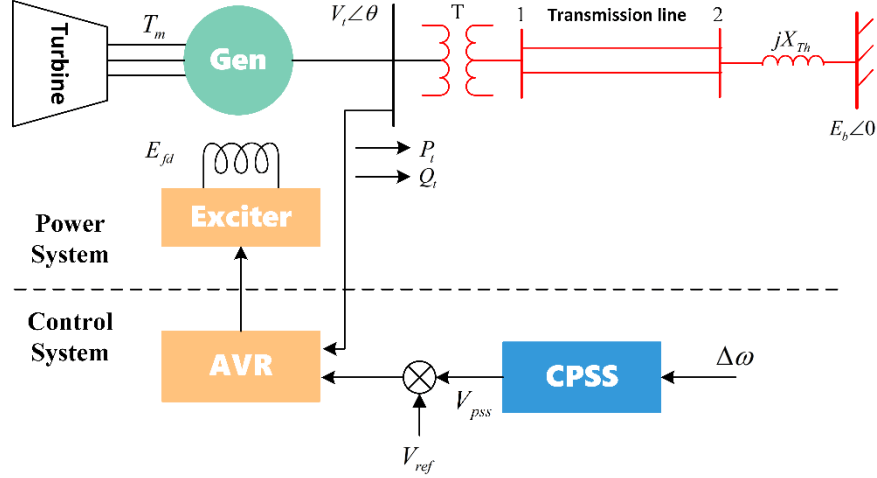 Turbine
T_m
Gen
V_t∠θ
T
1
Transmission line
2
jX_Th
E_b∠0
E_fd
P_t
Q_t
Exciter
Power
System
Control
System
AVR
CPSS
Δω
V_pss
V_ref